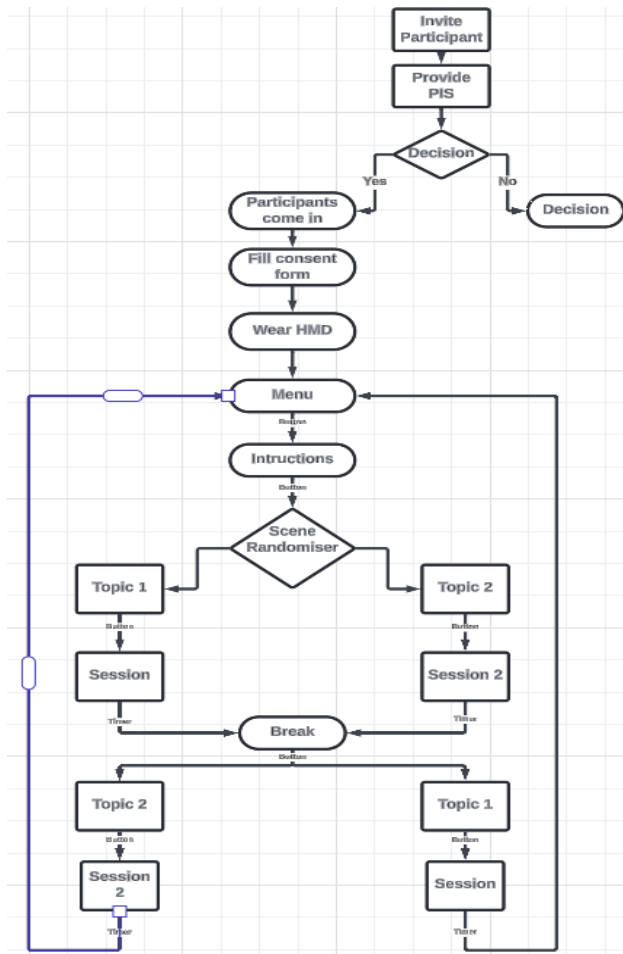 Invite
Participant
Provide
PIS
Decision
Yes
No
Participants
come in
Decision
Fill consent
form
Wear HMD
Menu
Intructions
Button
Scene
Randomiser
Topic 1
Topic 2
Button
Button
Session
Session 2
Timer
Timer
Break
Button
Topic 2
Topic 1
Button
Button
Session
2
Session
Timer
Timer